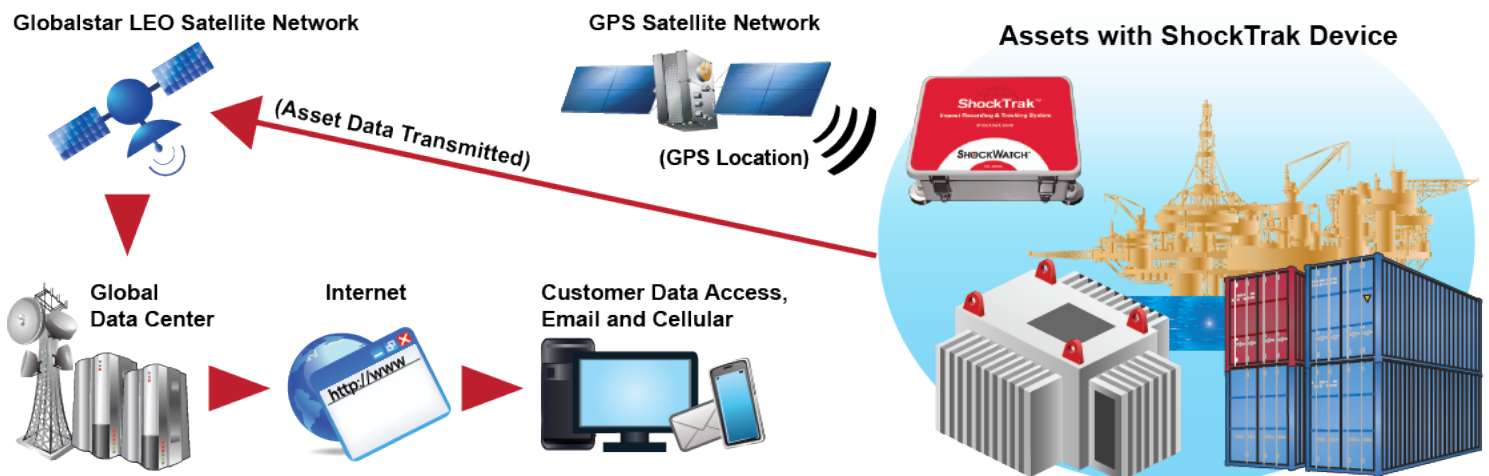 Globalstar LEO Satellite Network
GPS Satellite Network
Assets with ShockTrak Device
(Asset Data Transmitted)
(GPS Location)
ShockTrak™
Impact Recording & Tracking System
SHOCKWATCH
Global
Data Center
Internet
http://www
Customer Data Access,
Email and Cellular